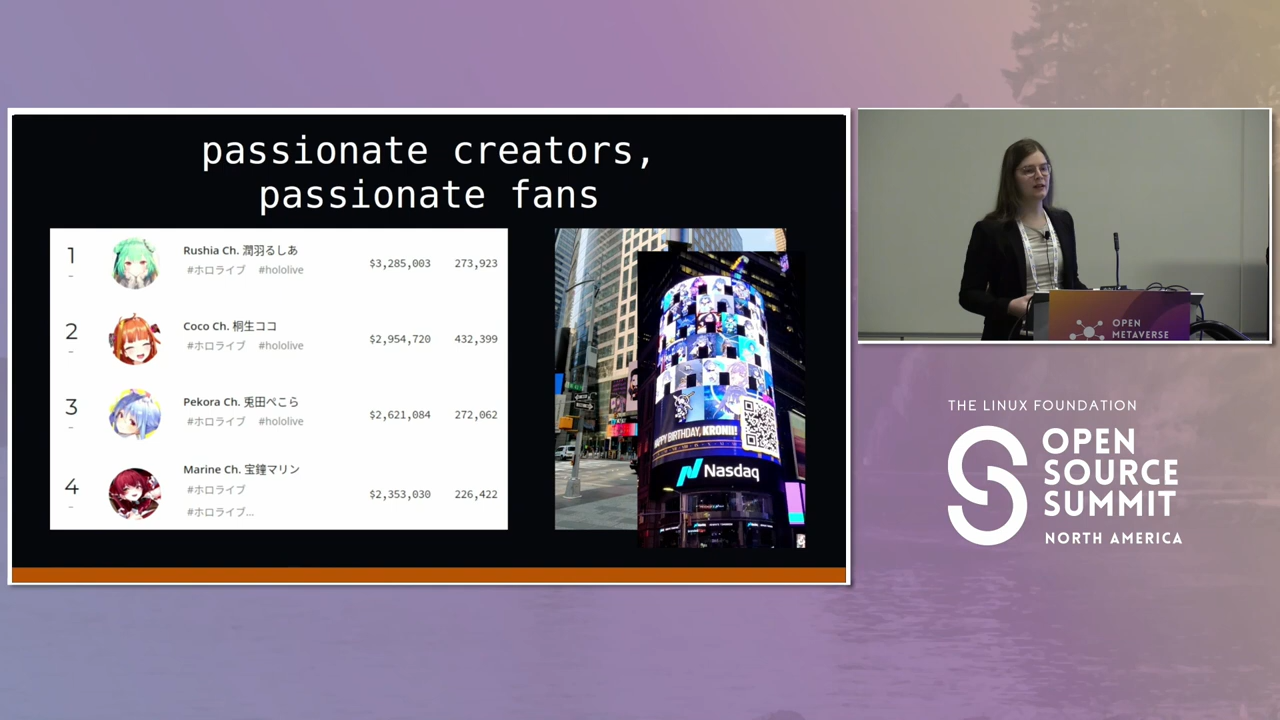 passionate creators,
passionate fans
1
Rushia Ch. 潤羽るしあ
#ホロライブ #hololive
$3,285,003 273,923
2
Coco Ch. 桐生ココ
#ホロライブ #hololive
$2,954,720 432,399
3
Pekora Ch. 兎田ぺこら
#ホロライブ #hololive
$2,621,084 272,062
4
Marine Ch. 宝鐘マリン
#ホロライブ
#ホロライブ...
$2,353,030 226,422
HAPPY BIRTHDAY, KRONII!
Nasdaq
OPEN
METAVERSE
THE LINUX FOUNDATION
OPEN
SOURCE
SUMMIT
NORTH AMERICA